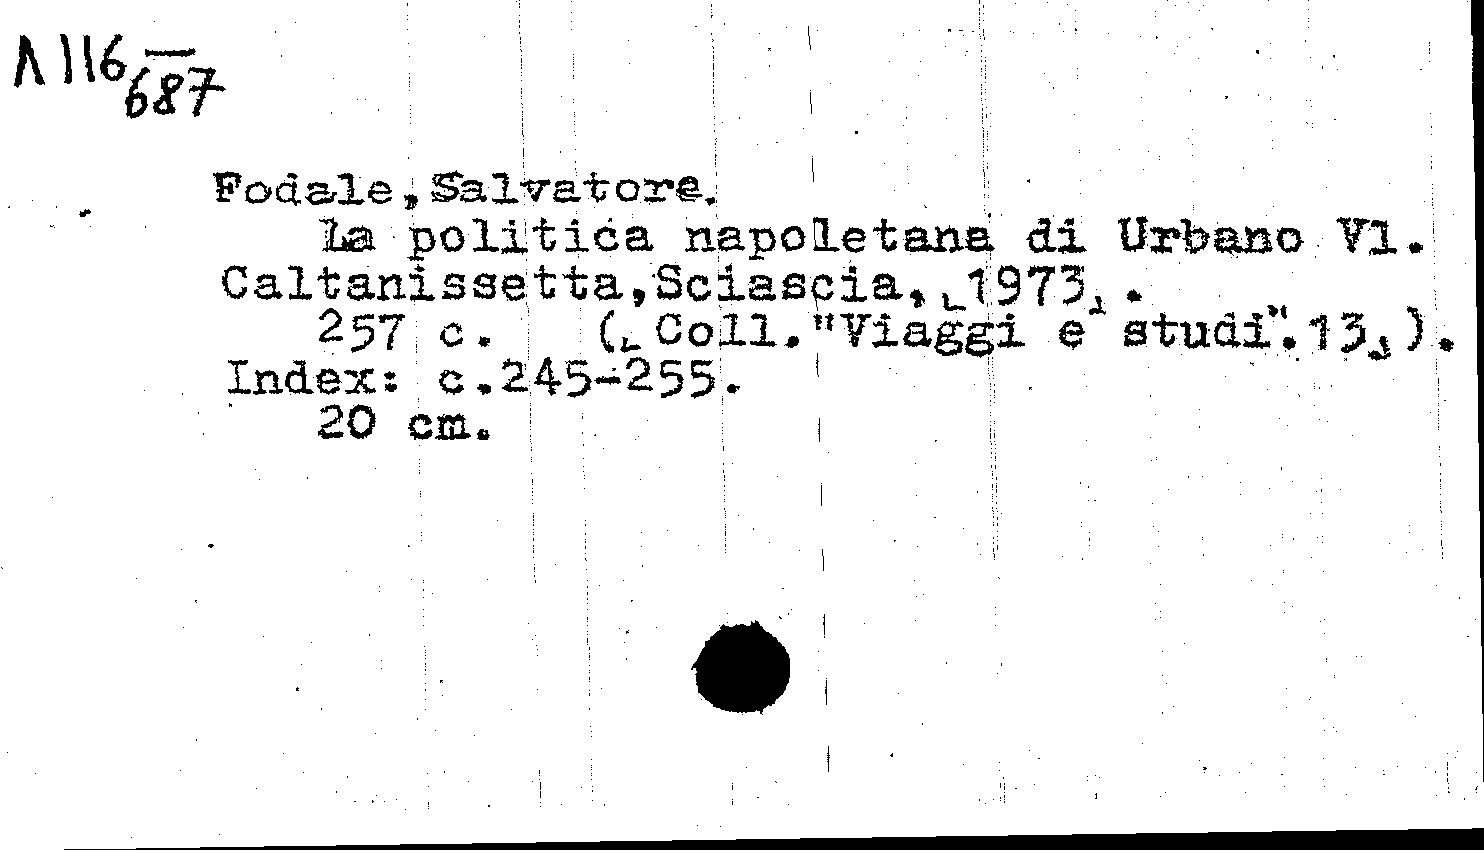 Л 116
687
Fodale,Salvatore.
La politica napoletana di Urbano Vl.
Caltanissetta,Sciascia,[1973].
257 с. ([Coll."Viaggi e studi".13]).
Index: с.245-255.
20 cm.